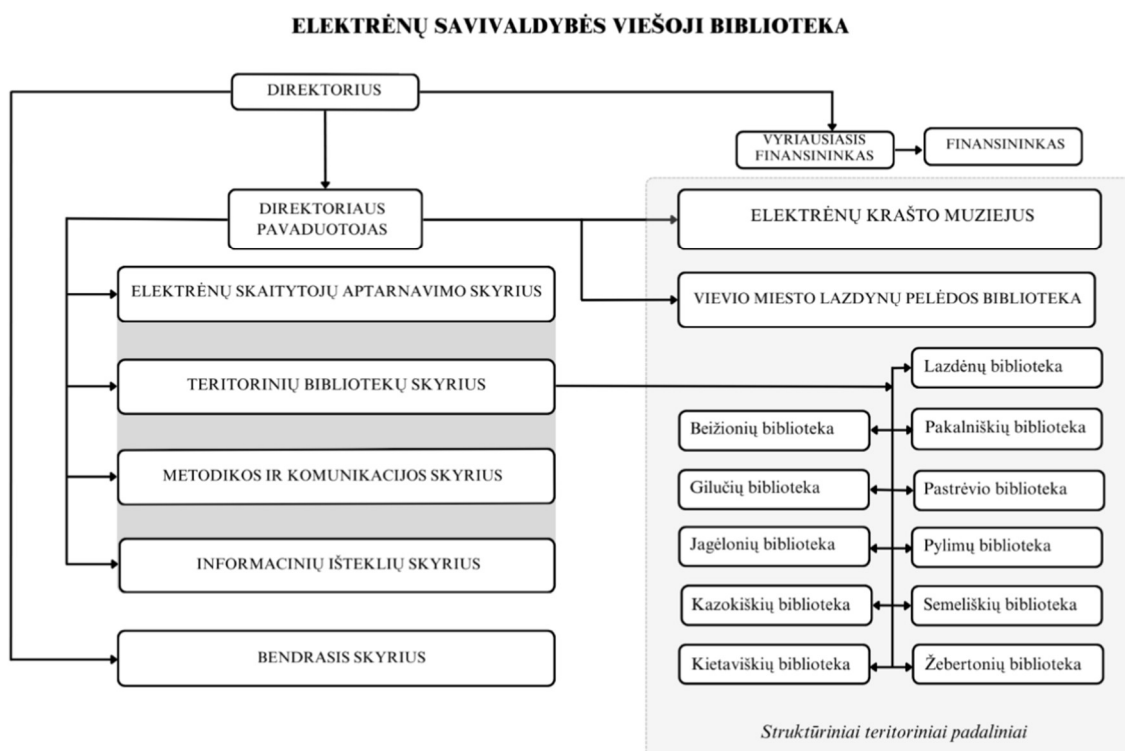 ELEKTRĖNŲ SAVIVALDYBĖS VIEŠOJI BIBLIOTEKA
DIREKTORIUS
VYRIAUSIASIS
FINANSININKAS
FINANSININKAS
DIREKTORIAUS
PAVADUOTOJAS
ELEKTRĖNŲ KRAŠTO MUZIEJUS
ELEKTRĖNŲ SKAITYTOJŲ APTARNAVIMO SKYRIUS
VIEVIO MIESTO LAZDYNŲ PELĖDOS BIBLIOTEKA
TERITORINIŲ BIBLIOTEKŲ SKYRIUS
METODIKOS IR KOMUNIKACIJOS SKYRIUS
INFORMACINIŲ IŠTEKLIŲ SKYRIUS
BENDRASIS SKYRIUS
Lazdėnų biblioteka
Beižionių biblioteka
Pakalniškių biblioteka
Gilučių biblioteka
Pastrėvio biblioteka
Jagėlonių biblioteka
Pylimų biblioteka
Kazokiškių biblioteka
Semeliškių biblioteka
Kietaviškių biblioteka
Žebertonių biblioteka
Struktūriniai teritoriniai padaliniai